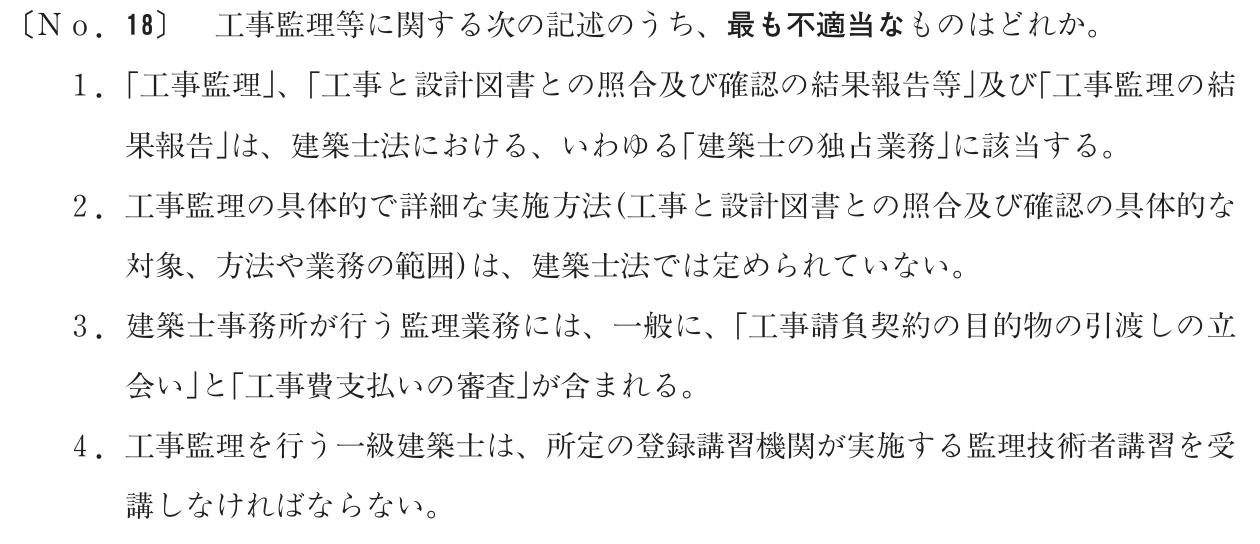 〔No. 18〕 工事監理等に関する次の記述のうち、最も不適当なものはどれか。
1.「工事監理」、「工事と設計図書との照合及び確認の結果報告等」及び「工事監理の結
果報告」は、建築士法における、いわゆる「建築士の独占業務」に該当する。
2.工事監理の具体的で詳細な実施方法(工事と設計図書との照合及び確認の具体的な
対象、方法や業務の範囲)は、建築士法では定められていない。
3.建築士事務所が行う監理業務には、一般に、「工事請負契約の目的物の引渡しの立
会い」と「工事費支払いの審査」が含まれる。
4.工事監理を行う一級建築士は、所定の登録講習機関が実施する監理技術者講習を受
講しなければならない。